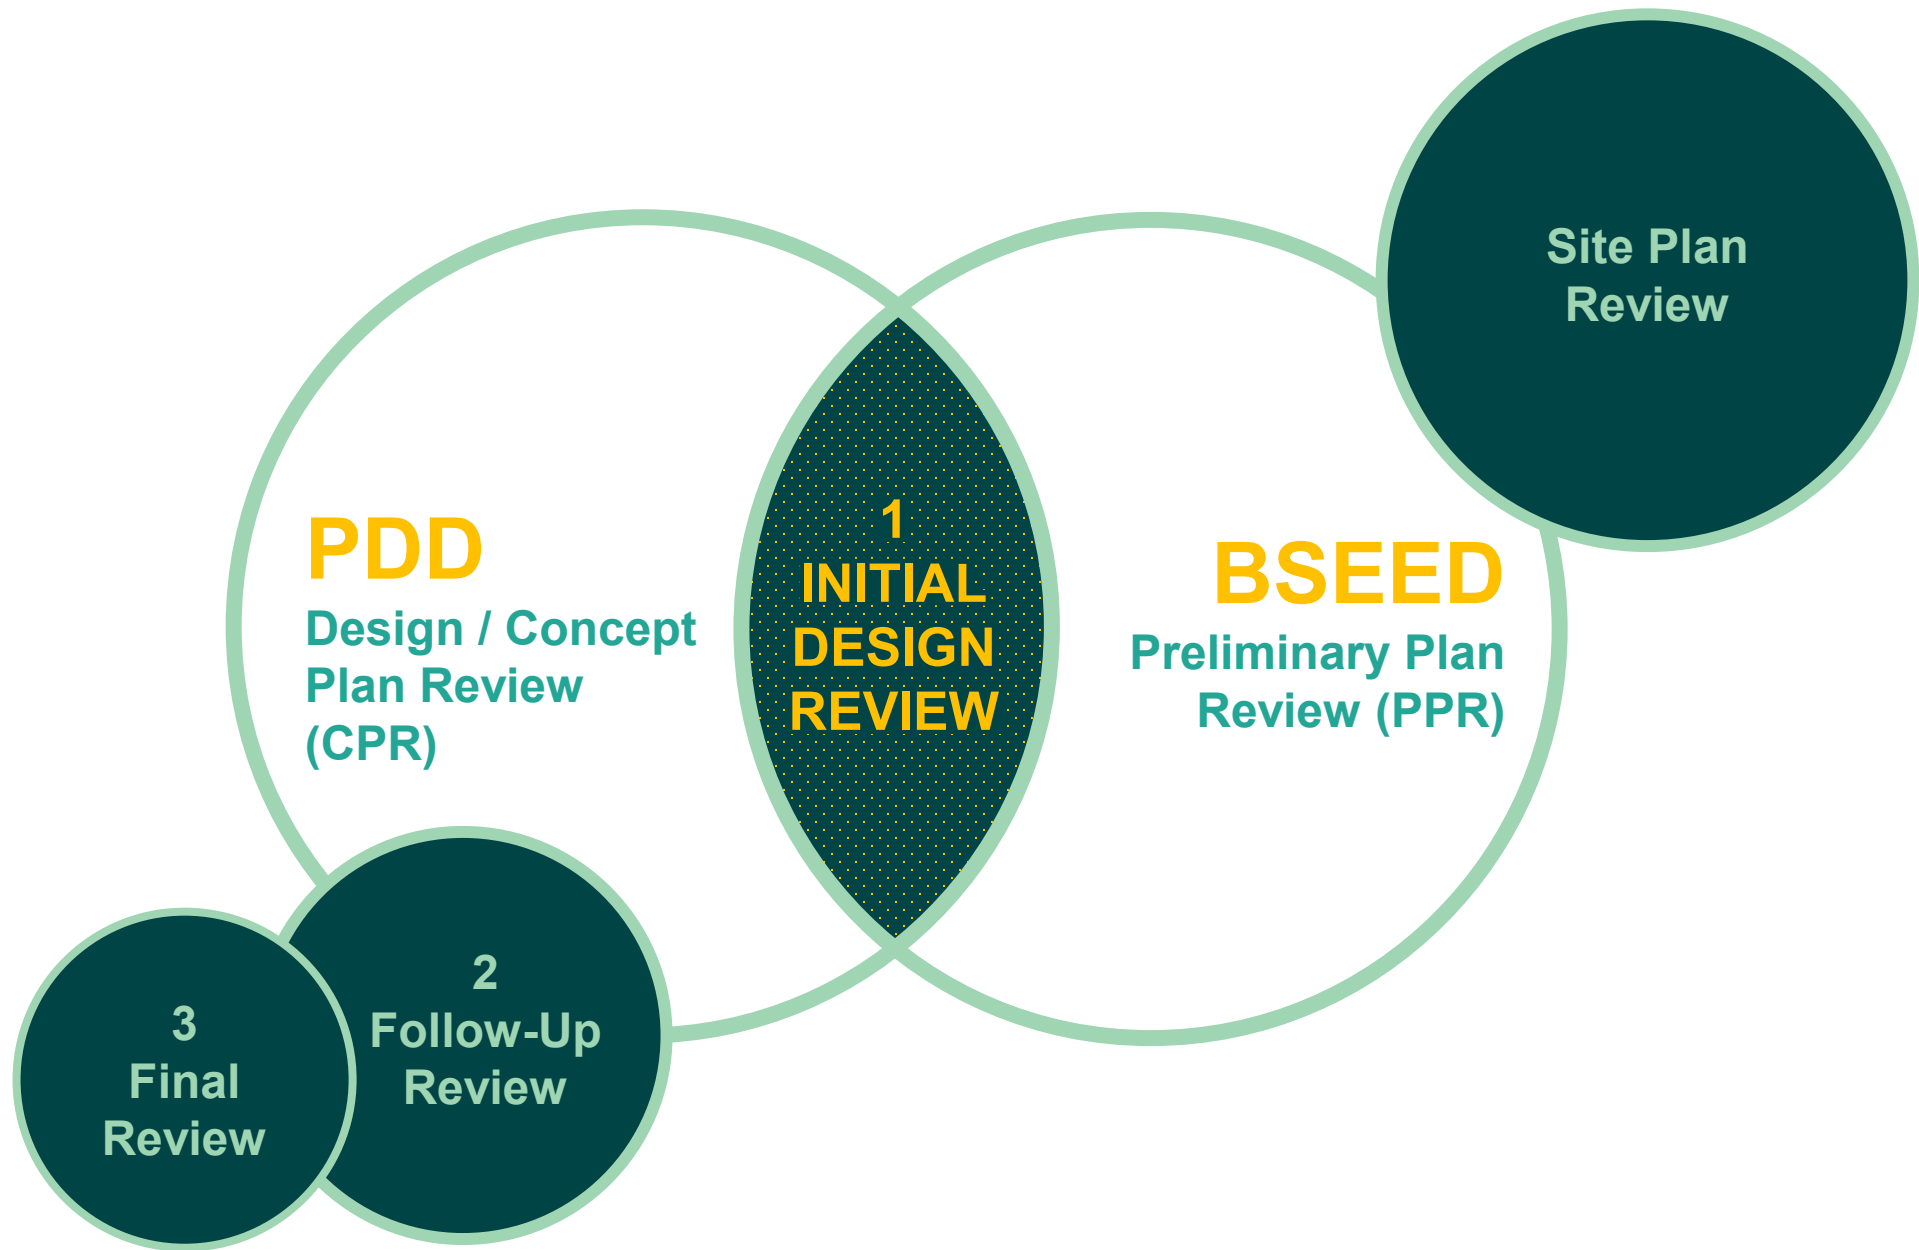 PDD
Design / Concept
Plan Review
(CPR)
1
INITIAL
DESIGN
REVIEW
BSEED
Preliminary Plan
Review (PPR)
Site Plan
Review
2
Follow-Up
Review
3
Final
Review